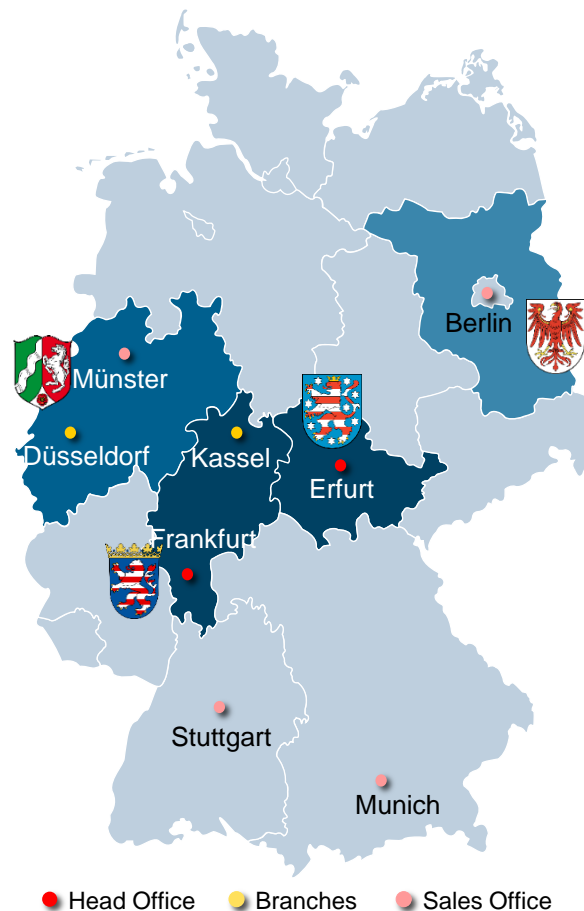 Berlin
Münster
Düsseldorf
Kassel
Erfurt
Frankfurt
Stuttgart
Munich
Head Office
Branches
Sales Office